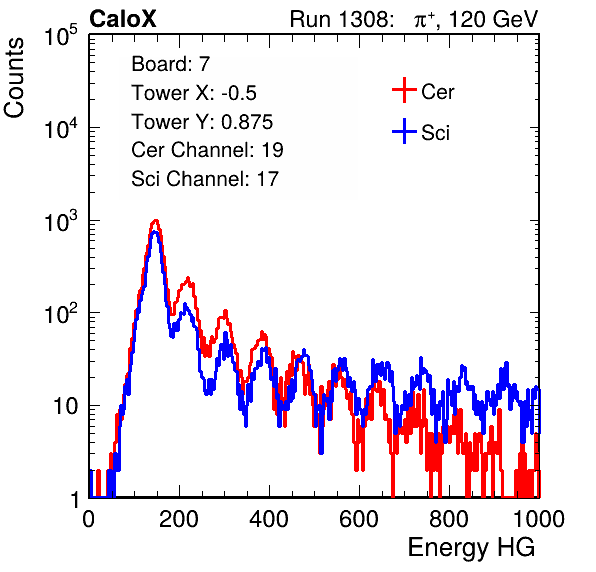 CaloX Run 1308: π⁺, 120 GeV
Counts
10⁵
10⁴
10³
10²
10
1
Board: 7
Tower X: -0.5
Tower Y: 0.875
Cer Channel: 19
Sci Channel: 17
Cer
Sci
0 200 400 600 800 1000
Energy HG